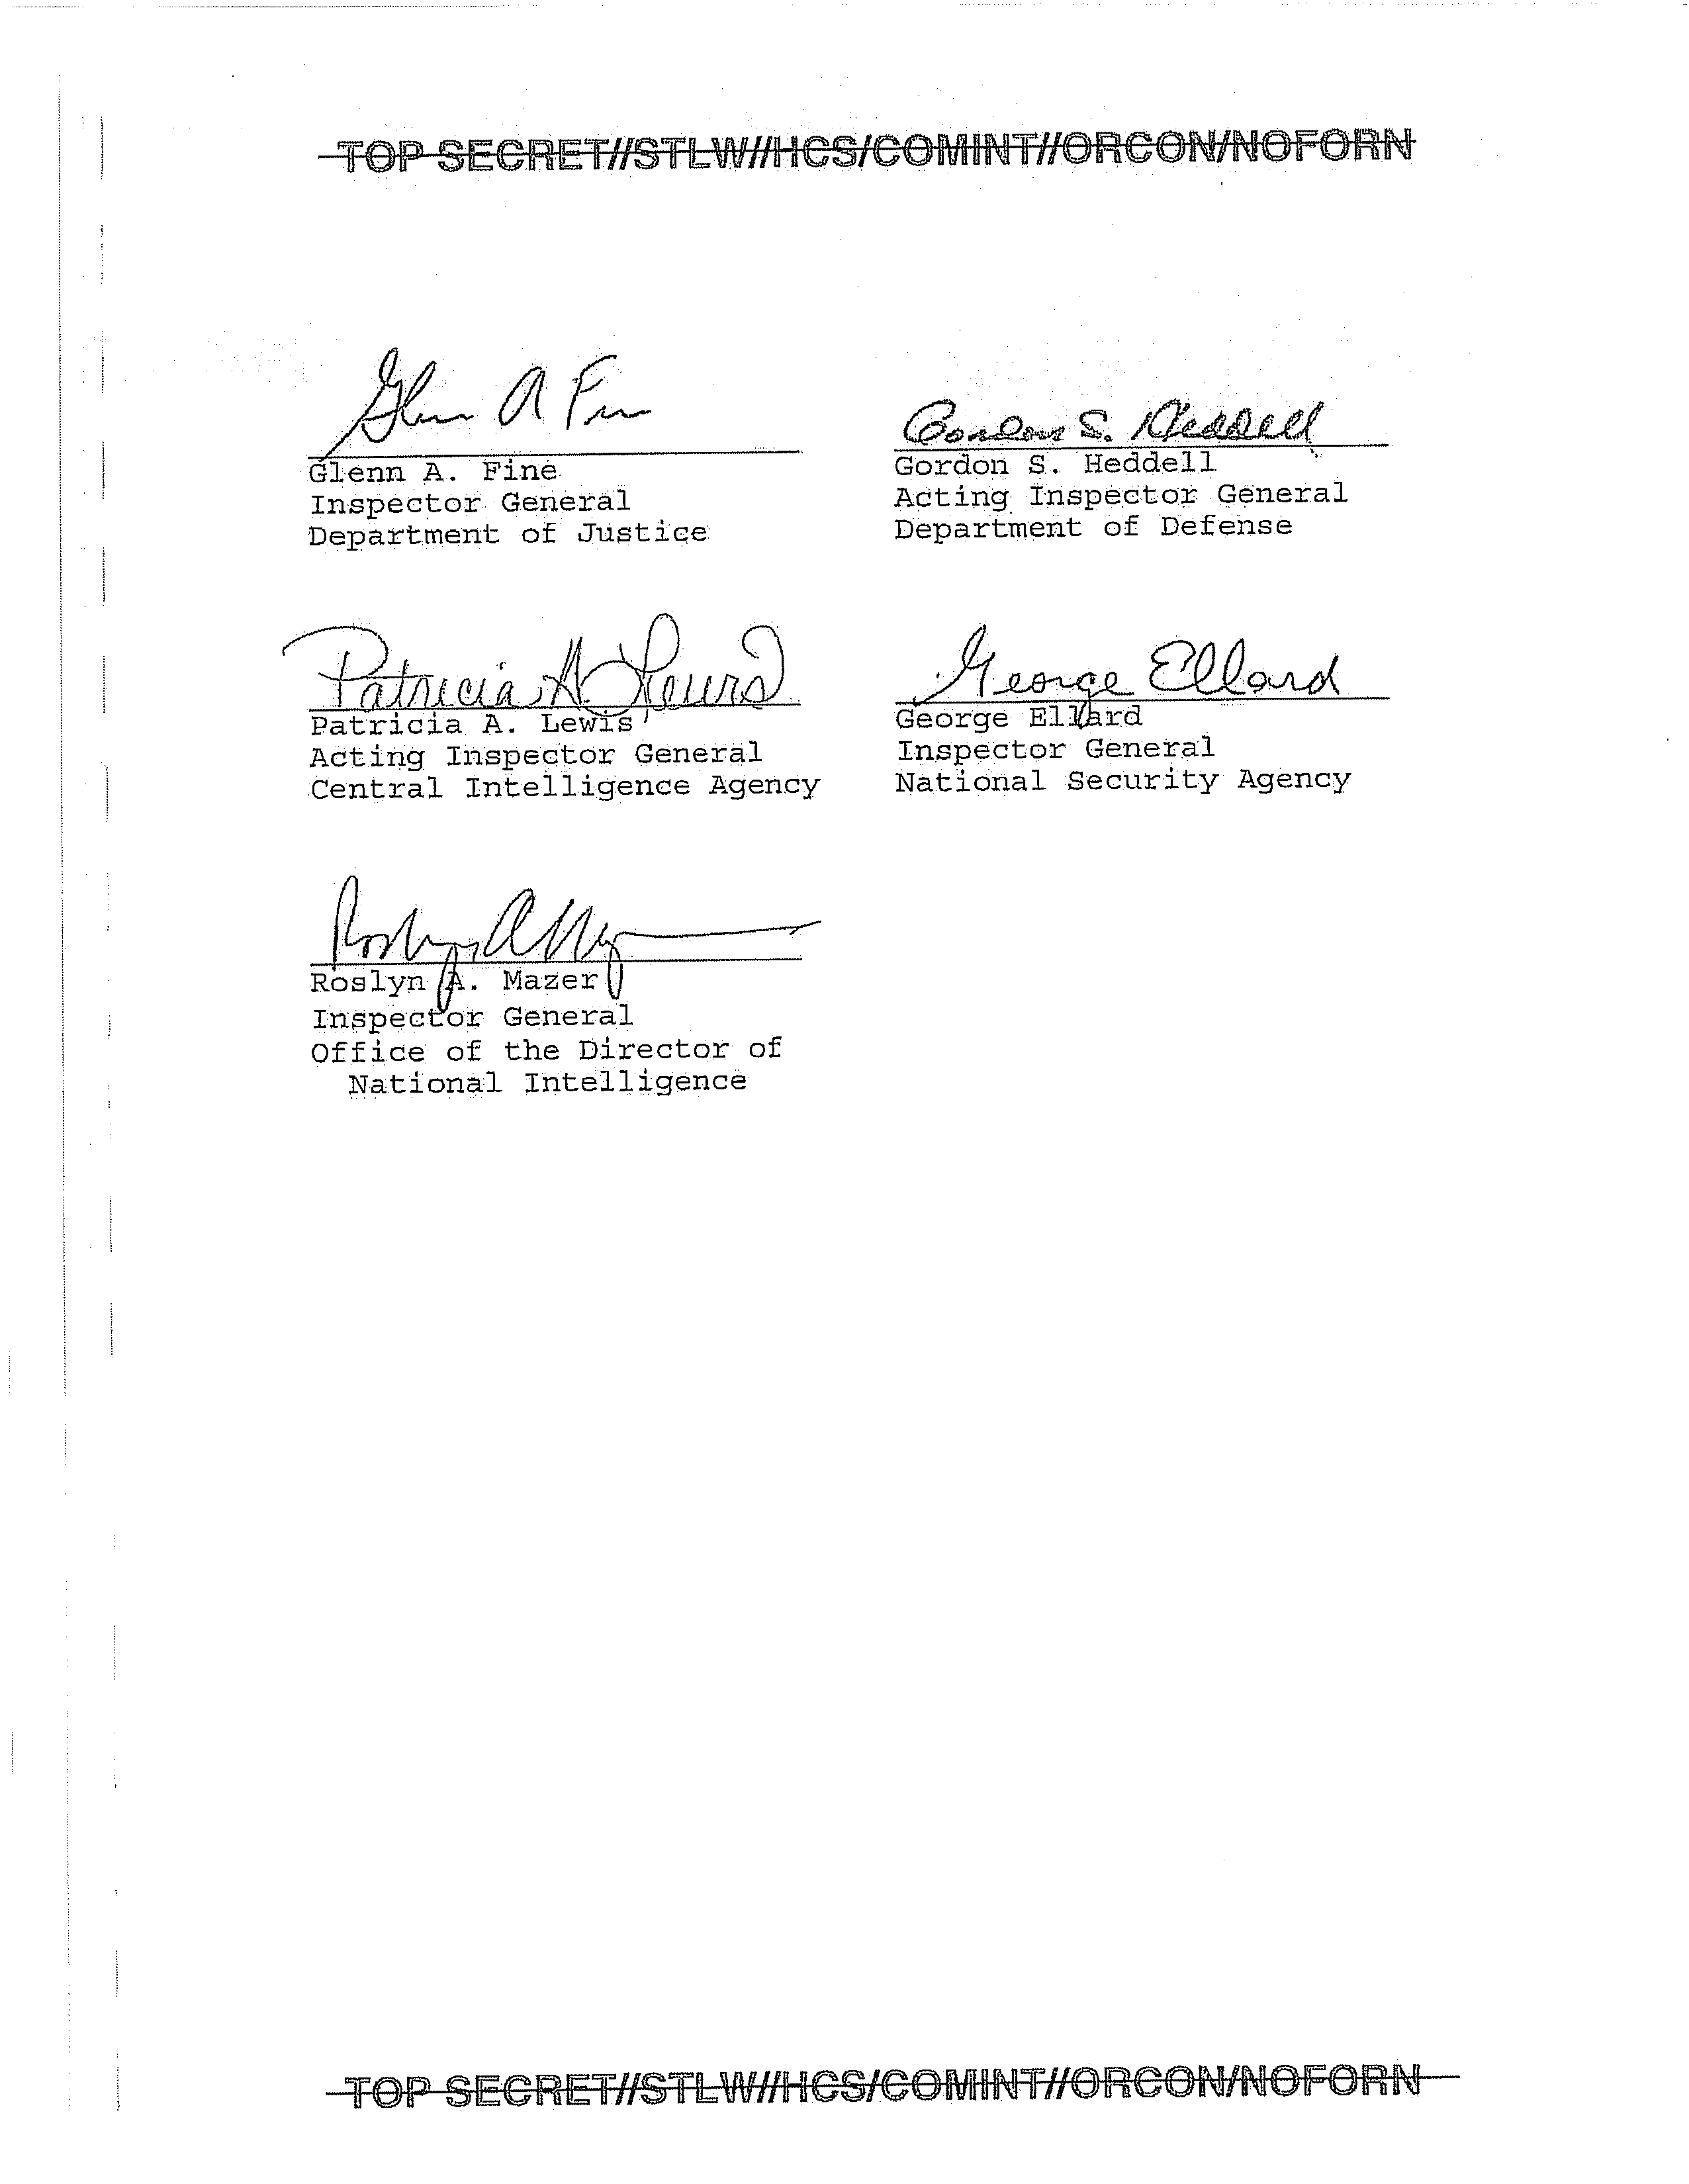 TOP SECRET//STLW//HCS/COMINT//ORCON/NOFORN
Glenn A Fine
Glenn A. Fine
Inspector General
Department of Justice
Gordon S. Heddell
Gordon S. Heddell
Acting Inspector General
Department of Defense
Patricia A. Lewis
Patricia A. Lewis
Acting Inspector General
Central Intelligence Agency
George Ellard
George Ellard
Inspector General
National Security Agency
Roslyn A. Mazer
Inspector General
Office of the Director of
National Intelligence
TOP SECRET//STLW//HCS/COMINT//ORCON/NOFORN